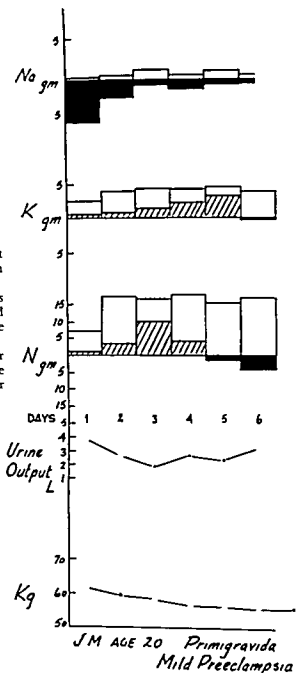 5
Na gm
5
5
K gm
5
15
10
5
N gm
5
10
15
DAYS 1 2 3 4 5 6
5
4
Urine 3
Output 2
L 1
70
Kg 60
50
J M AGE 20 Primigravida
Mild Preeclampsia